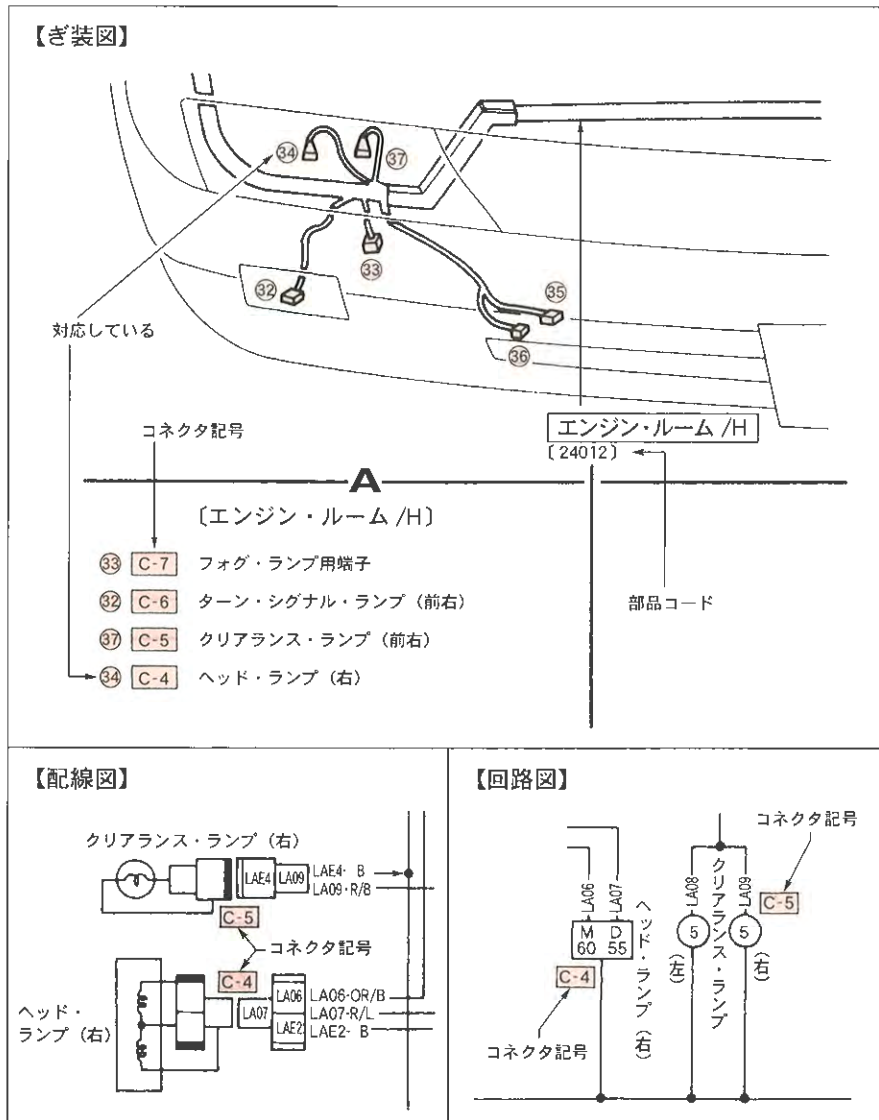 【ぎ装図】
㉞
㊲
㉝
㉜
㉟
㊱
対応している
コネクタ記号
エンジン・ルーム/H
〔24012〕
A
〔エンジン・ルーム/H〕
㉝ C-7 フォグ・ランプ用端子
㉜ C-6 ターン・シグナル・ランプ(前右)
㊲ C-5 クリアランス・ランプ(前右)
㉞ C-4 ヘッド・ランプ(右)
部品コード
【配線図】
クリアランス・ランプ(右)
LAE4 LA09 LAE4- B
LA09・R/B
C-5
コネクタ記号
C-4
ヘッド・
ランプ(右)
LA07
LA06
LAE2
LA06・OR/B
LA07・R/L
LAE2- B
【回路図】
コネクタ記号
C-5
LA06
LA07
M
60
D
55
ヘッド・ランプ(右)
C-4
コネクタ記号
LA08
5
(左)
クリアランス・ランプ
LA09
5
(右)